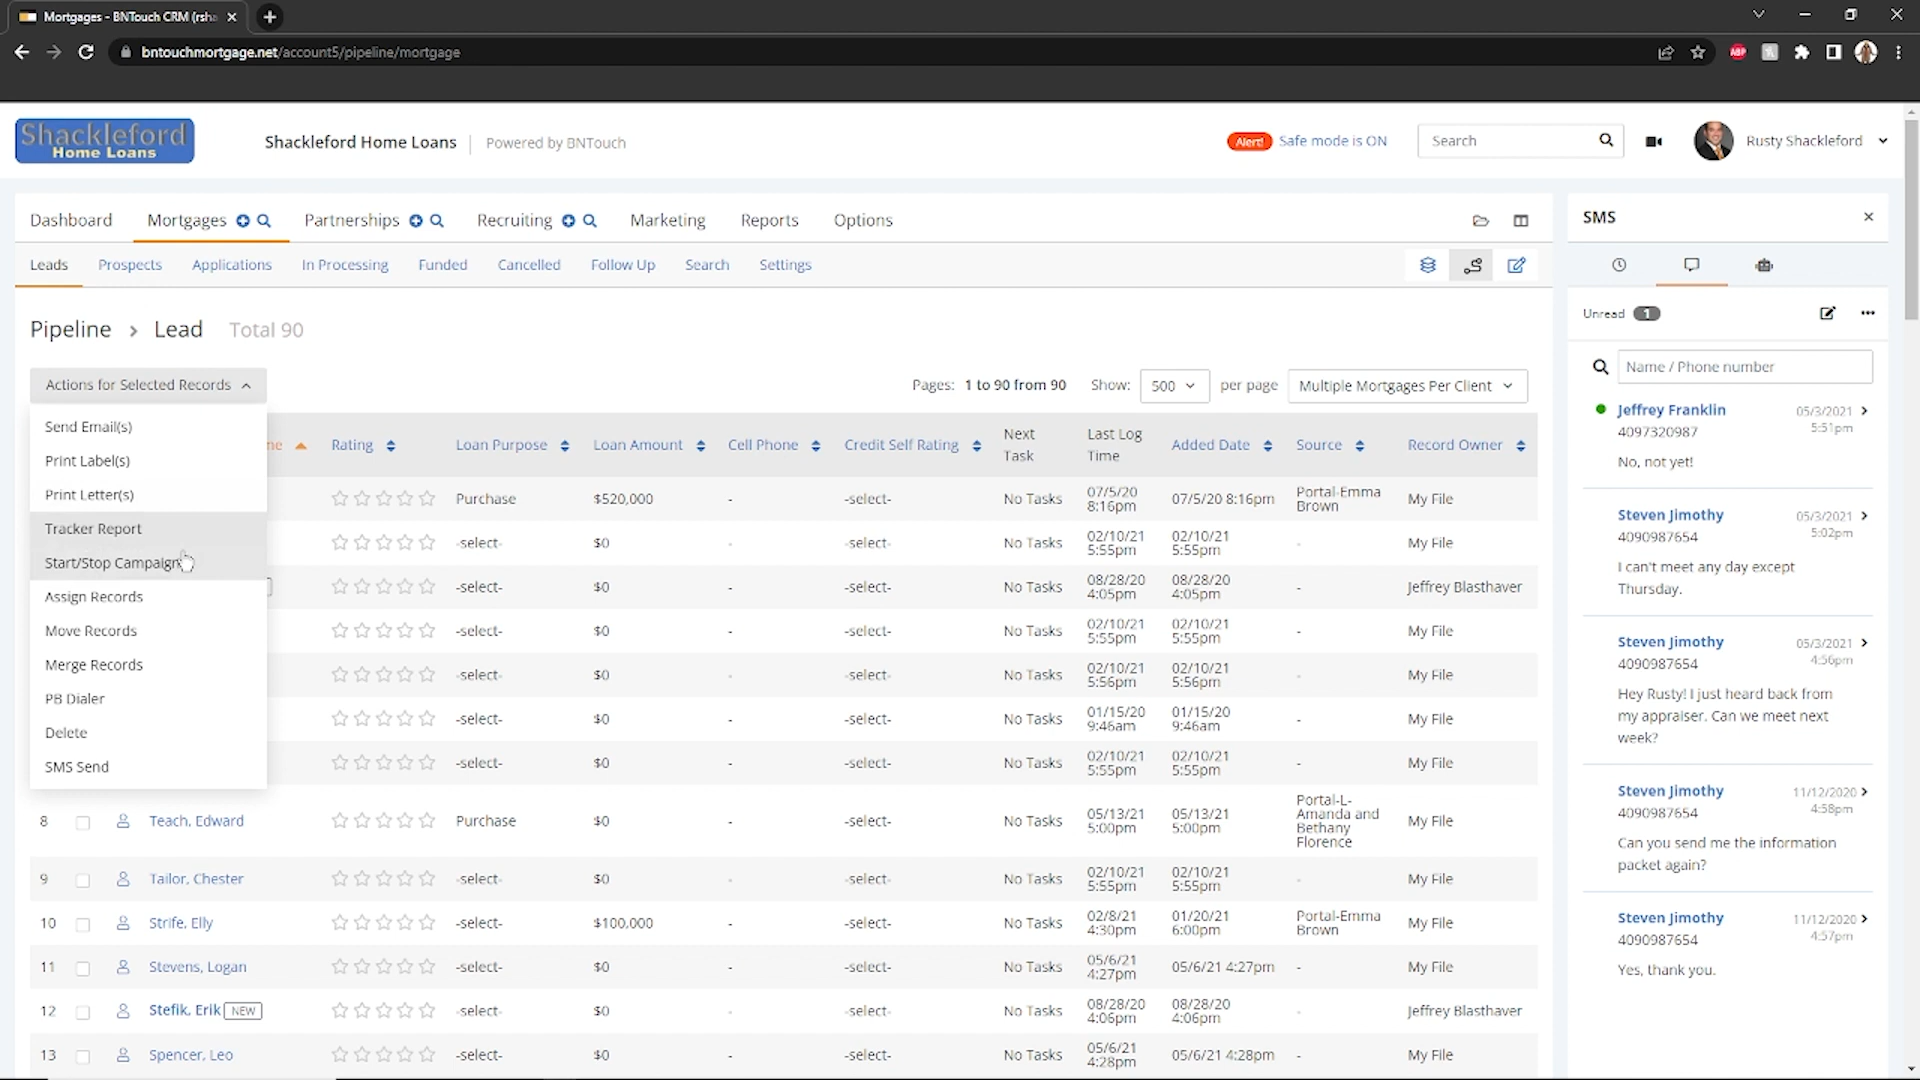 Mortgages - BNTouch CRM (rsha
bntouchmortgage.net/account5/pipeline/mortgage
ABP
Shackleford
Home Loans
Shackleford Home Loans
Powered by BNTouch
Alert!
Safe mode is ON
Search
Rusty Shackleford
Dashboard
Mortgages
Partnerships
Recruiting
Marketing
Reports
Options
Leads
Prospects
Applications
In Processing
Funded
Cancelled
Follow Up
Search
Settings
Pipeline > Lead Total 90
Actions for Selected Records
Pages: 1 to 90 from 90
Show: 500 per page
Multiple Mortgages Per Client
Send Email(s)
Print Label(s)
Print Letter(s)
Tracker Report
Start/Stop Campaign
Assign Records
Move Records
Merge Records
PB Dialer
Delete
SMS Send
me Rating Loan Purpose Loan Amount Cell Phone Credit Self Rating Next Task Last Log Time Added Date Source Record Owner
Purchase $520,000 - -select- No Tasks 07/5/20 8:16pm 07/5/20 8:16pm Portal-Emma Brown My File
-select- $0 - -select- No Tasks 02/10/21 5:55pm 02/10/21 5:55pm - My File
-select- $0 - -select- No Tasks 08/28/20 4:05pm 08/28/20 4:05pm - Jeffrey Blasthaver
-select- $0 - -select- No Tasks 02/10/21 5:55pm 02/10/21 5:55pm - My File
-select- $0 - -select- No Tasks 02/10/21 5:56pm 02/10/21 5:56pm - My File
-select- $0 - -select- No Tasks 01/15/20 9:46am 01/15/20 9:46am - My File
-select- $0 - -select- No Tasks 02/10/21 5:55pm 02/10/21 5:55pm - My File
8 Teach, Edward Purchase $0 - -select- No Tasks 05/13/21 5:00pm 05/13/21 5:00pm Portal-L-Amanda and Bethany Florence My File
9 Tailor, Chester -select- $0 - -select- No Tasks 02/10/21 5:55pm 02/10/21 5:55pm - My File
10 Strife, Elly -select- $100,000 - -select- No Tasks 02/8/21 4:30pm 01/20/21 6:00pm Portal-Emma Brown My File
11 Stevens, Logan -select- $0 - -select- No Tasks 05/6/21 4:27pm 05/6/21 4:27pm - My File
12 Stefik, Erik NEW -select- $0 - -select- No Tasks 08/28/20 4:06pm 08/28/20 4:06pm - Jeffrey Blasthaver
13 Spencer, Leo -select- $0 - -select- No Tasks 05/6/21 4:28pm 05/6/21 4:28pm - My File
SMS
Unread 1
Name / Phone number
Jeffrey Franklin 05/3/2021
4097320987 5:51pm
No, not yet!
Steven Jimothy 05/3/2021
4090987654 5:02pm
I can't meet any day except
Thursday.
Steven Jimothy 05/3/2021
4090987654 4:56pm
Hey Rusty! I just heard back from
my appraiser. Can we meet next
week?
Steven Jimothy 11/12/2020
4090987654 4:58pm
Can you send me the information
packet again?
Steven Jimothy 11/12/2020
4090987654 4:57pm
Yes, thank you.